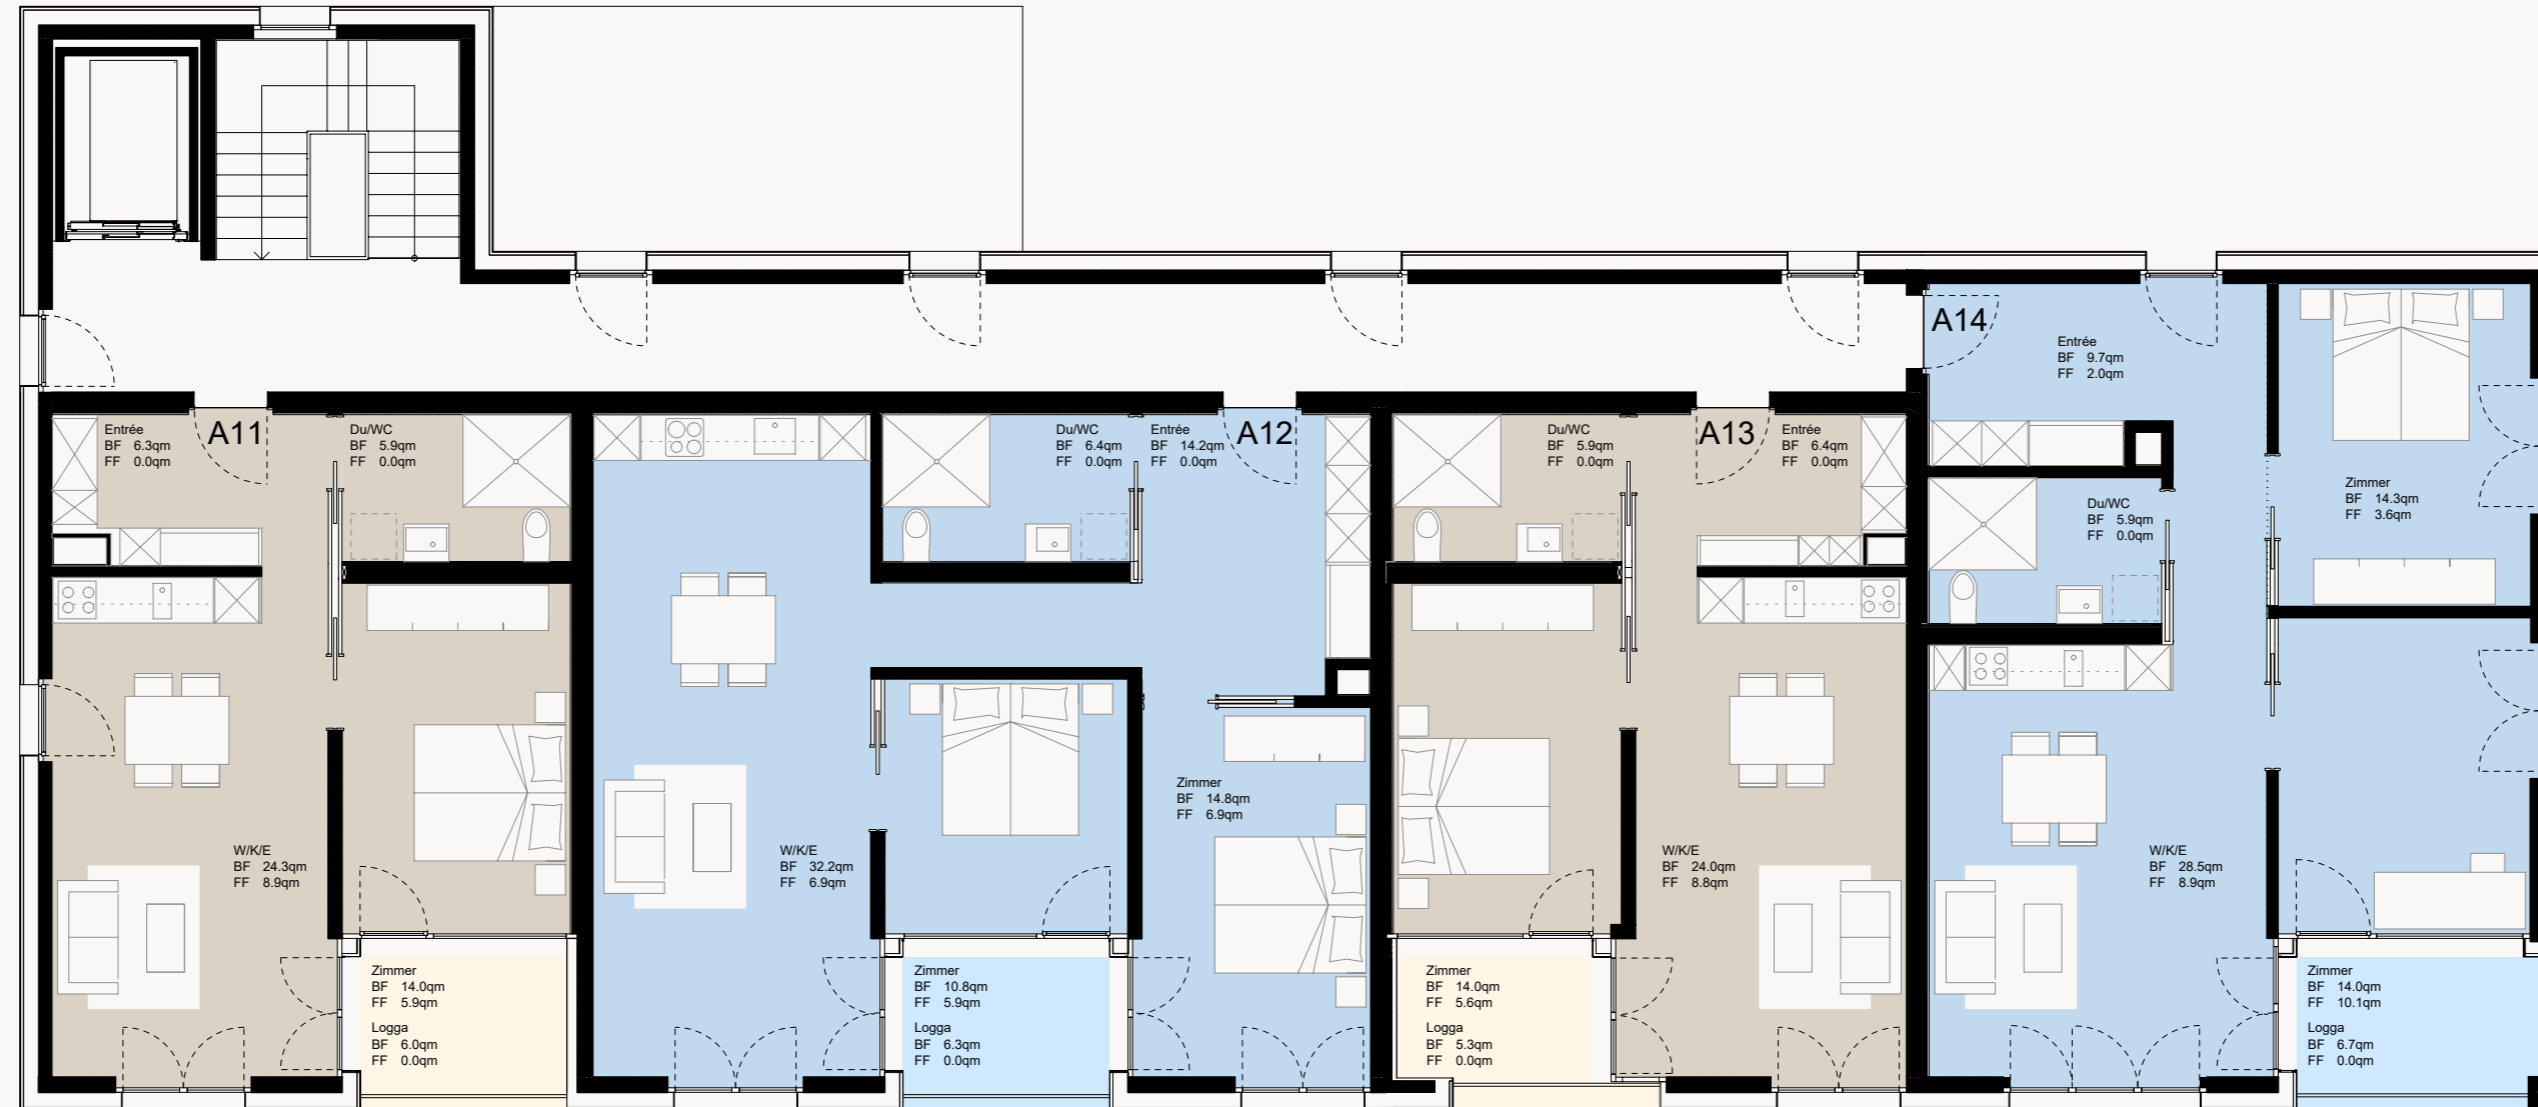 A11
Entrée
BF 6.3qm
FF 0.0qm
Du/WC
BF 5.9qm
FF 0.0qm
W/K/E
BF 24.3qm
FF 8.9qm
Zimmer
BF 14.0qm
FF 5.9qm
Logga
BF 6.0qm
FF 0.0qm
A12
Du/WC
BF 6.4qm
FF 0.0qm
Entrée
BF 14.2qm
FF 0.0qm
Zimmer
BF 14.8qm
FF 6.9qm
W/K/E
BF 32.2qm
FF 6.9qm
Zimmer
BF 10.8qm
FF 5.9qm
Logga
BF 6.3qm
FF 0.0qm
A13
Du/WC
BF 5.9qm
FF 0.0qm
Entrée
BF 6.4qm
FF 0.0qm
W/K/E
BF 24.0qm
FF 8.8qm
Zimmer
BF 14.0qm
FF 5.6qm
Logga
BF 5.3qm
FF 0.0qm
A14
Entrée
BF 9.7qm
FF 2.0qm
Zimmer
BF 14.3qm
FF 3.6qm
Du/WC
BF 5.9qm
FF 0.0qm
W/K/E
BF 28.5qm
FF 8.9qm
Zimmer
BF 14.0qm
FF 10.1qm
Logga
BF 6.7qm
FF 0.0qm